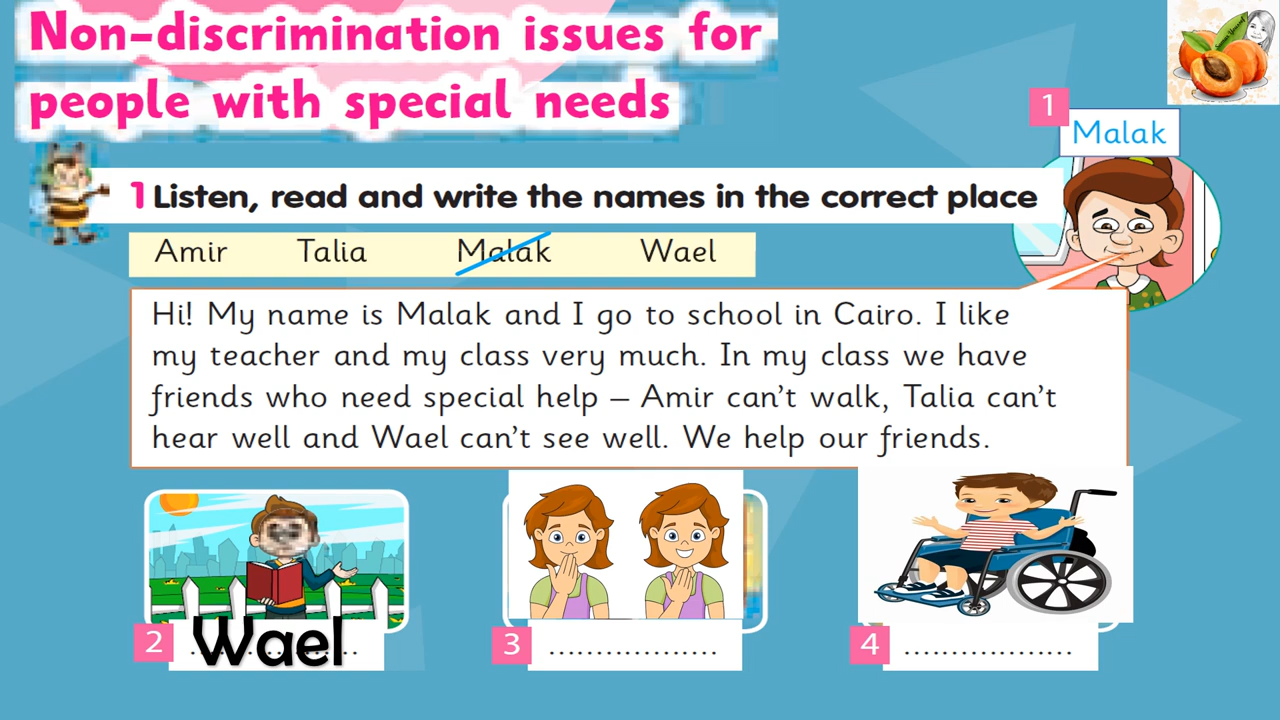 Non-discrimination issues for
people with special needs
1
Malak
1 Listen, read and write the names in the correct place
Amir Talia Malak Wael
Hi! My name is Malak and I go to school in Cairo. I like
my teacher and my class very much. In my class we have
friends who need special help – Amir can't walk, Talia can't
hear well and Wael can't see well. We help our friends.
2 Wael
3 ..................
4 ..................